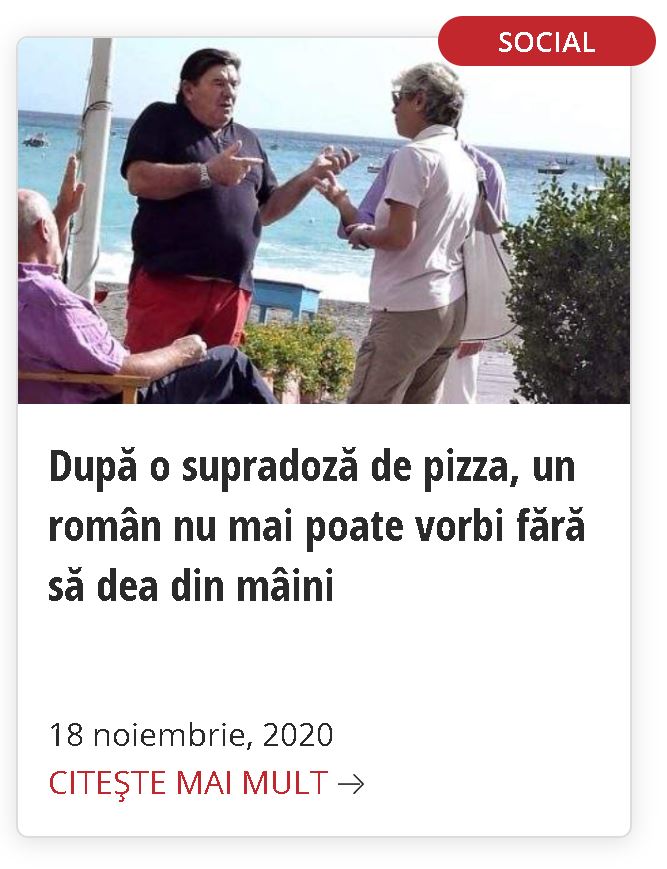 SOCIAL
După o supradoză de pizza, un
român nu mai poate vorbi fără
să dea din mâini
18 noiembrie, 2020
CITEŞTE MAI MULT →